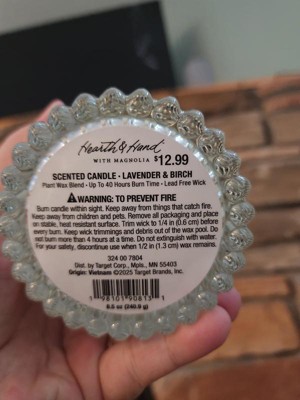 Hearth & Hand
WITH MAGNOLIA $12.99
SCENTED CANDLE • LAVENDER & BIRCH
Plant Wax Blend • Up To 40 Hours Burn Time • Lead Free Wick
⚠WARNING: TO PREVENT FIRE
Burn candle within sight. Keep away from things that catch fire.
Keep away from children and pets. Remove all packaging and place
on stable, heat resistant surface. Trim wick to 1/4 in (0.6 cm) before
every burn. Keep wick trimmings and debris out of the wax pool. Do
not burn more than 4 hours at a time. Do not extinguish with water.
For your safety, discontinue use when 1/2 in (1.3 cm) wax remains.
324 00 7804
Dist. by Target Corp., Mpls., MN 55403
Origin: Vietnam ©2025 Target Brands, Inc.
1 98101 90813 1
8.5 oz (240.9 g)